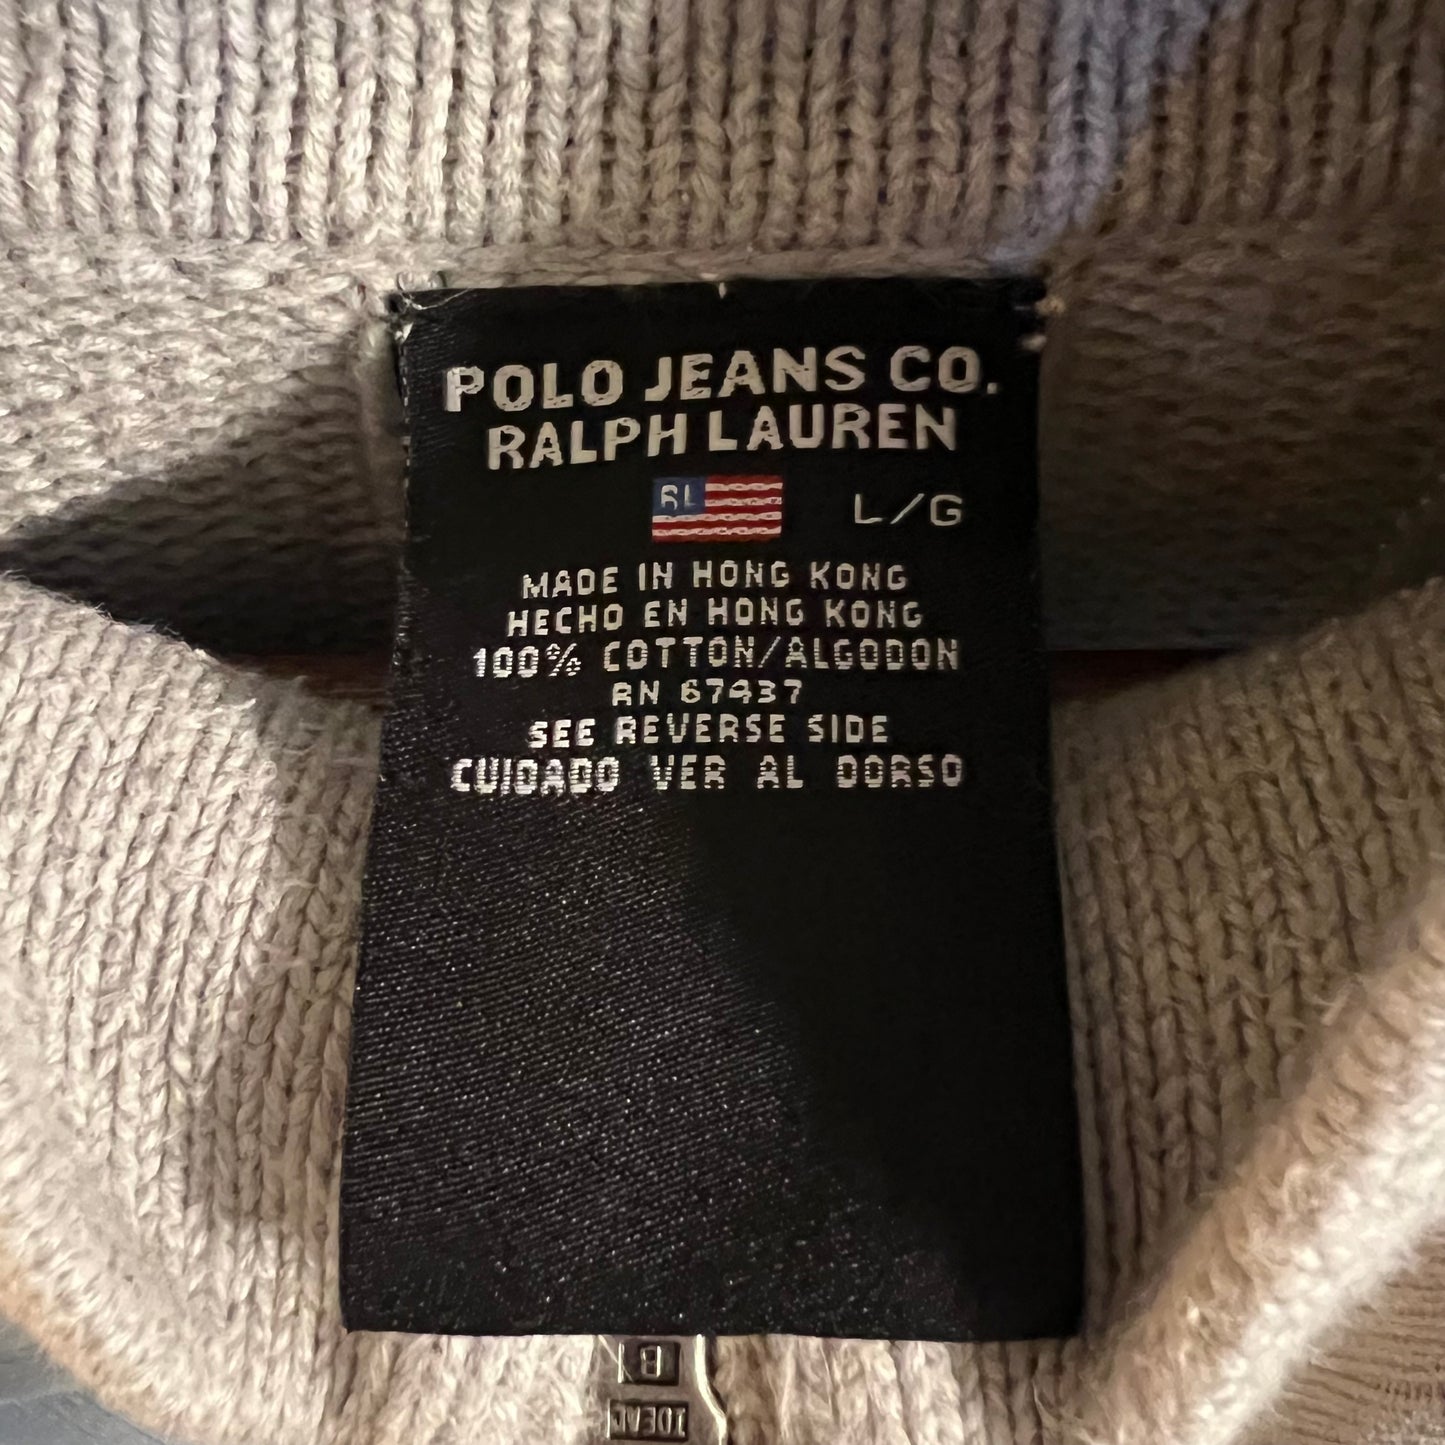 POLO JEANS CO.
RALPH LAUREN
RL
L/G
MADE IN HONG KONG
HECHO EN HONG KONG
100% COTTON/ALGODON
RN 67437
SEE REVERSE SIDE
CUIDADO VER AL DORSO
B
IDEAL